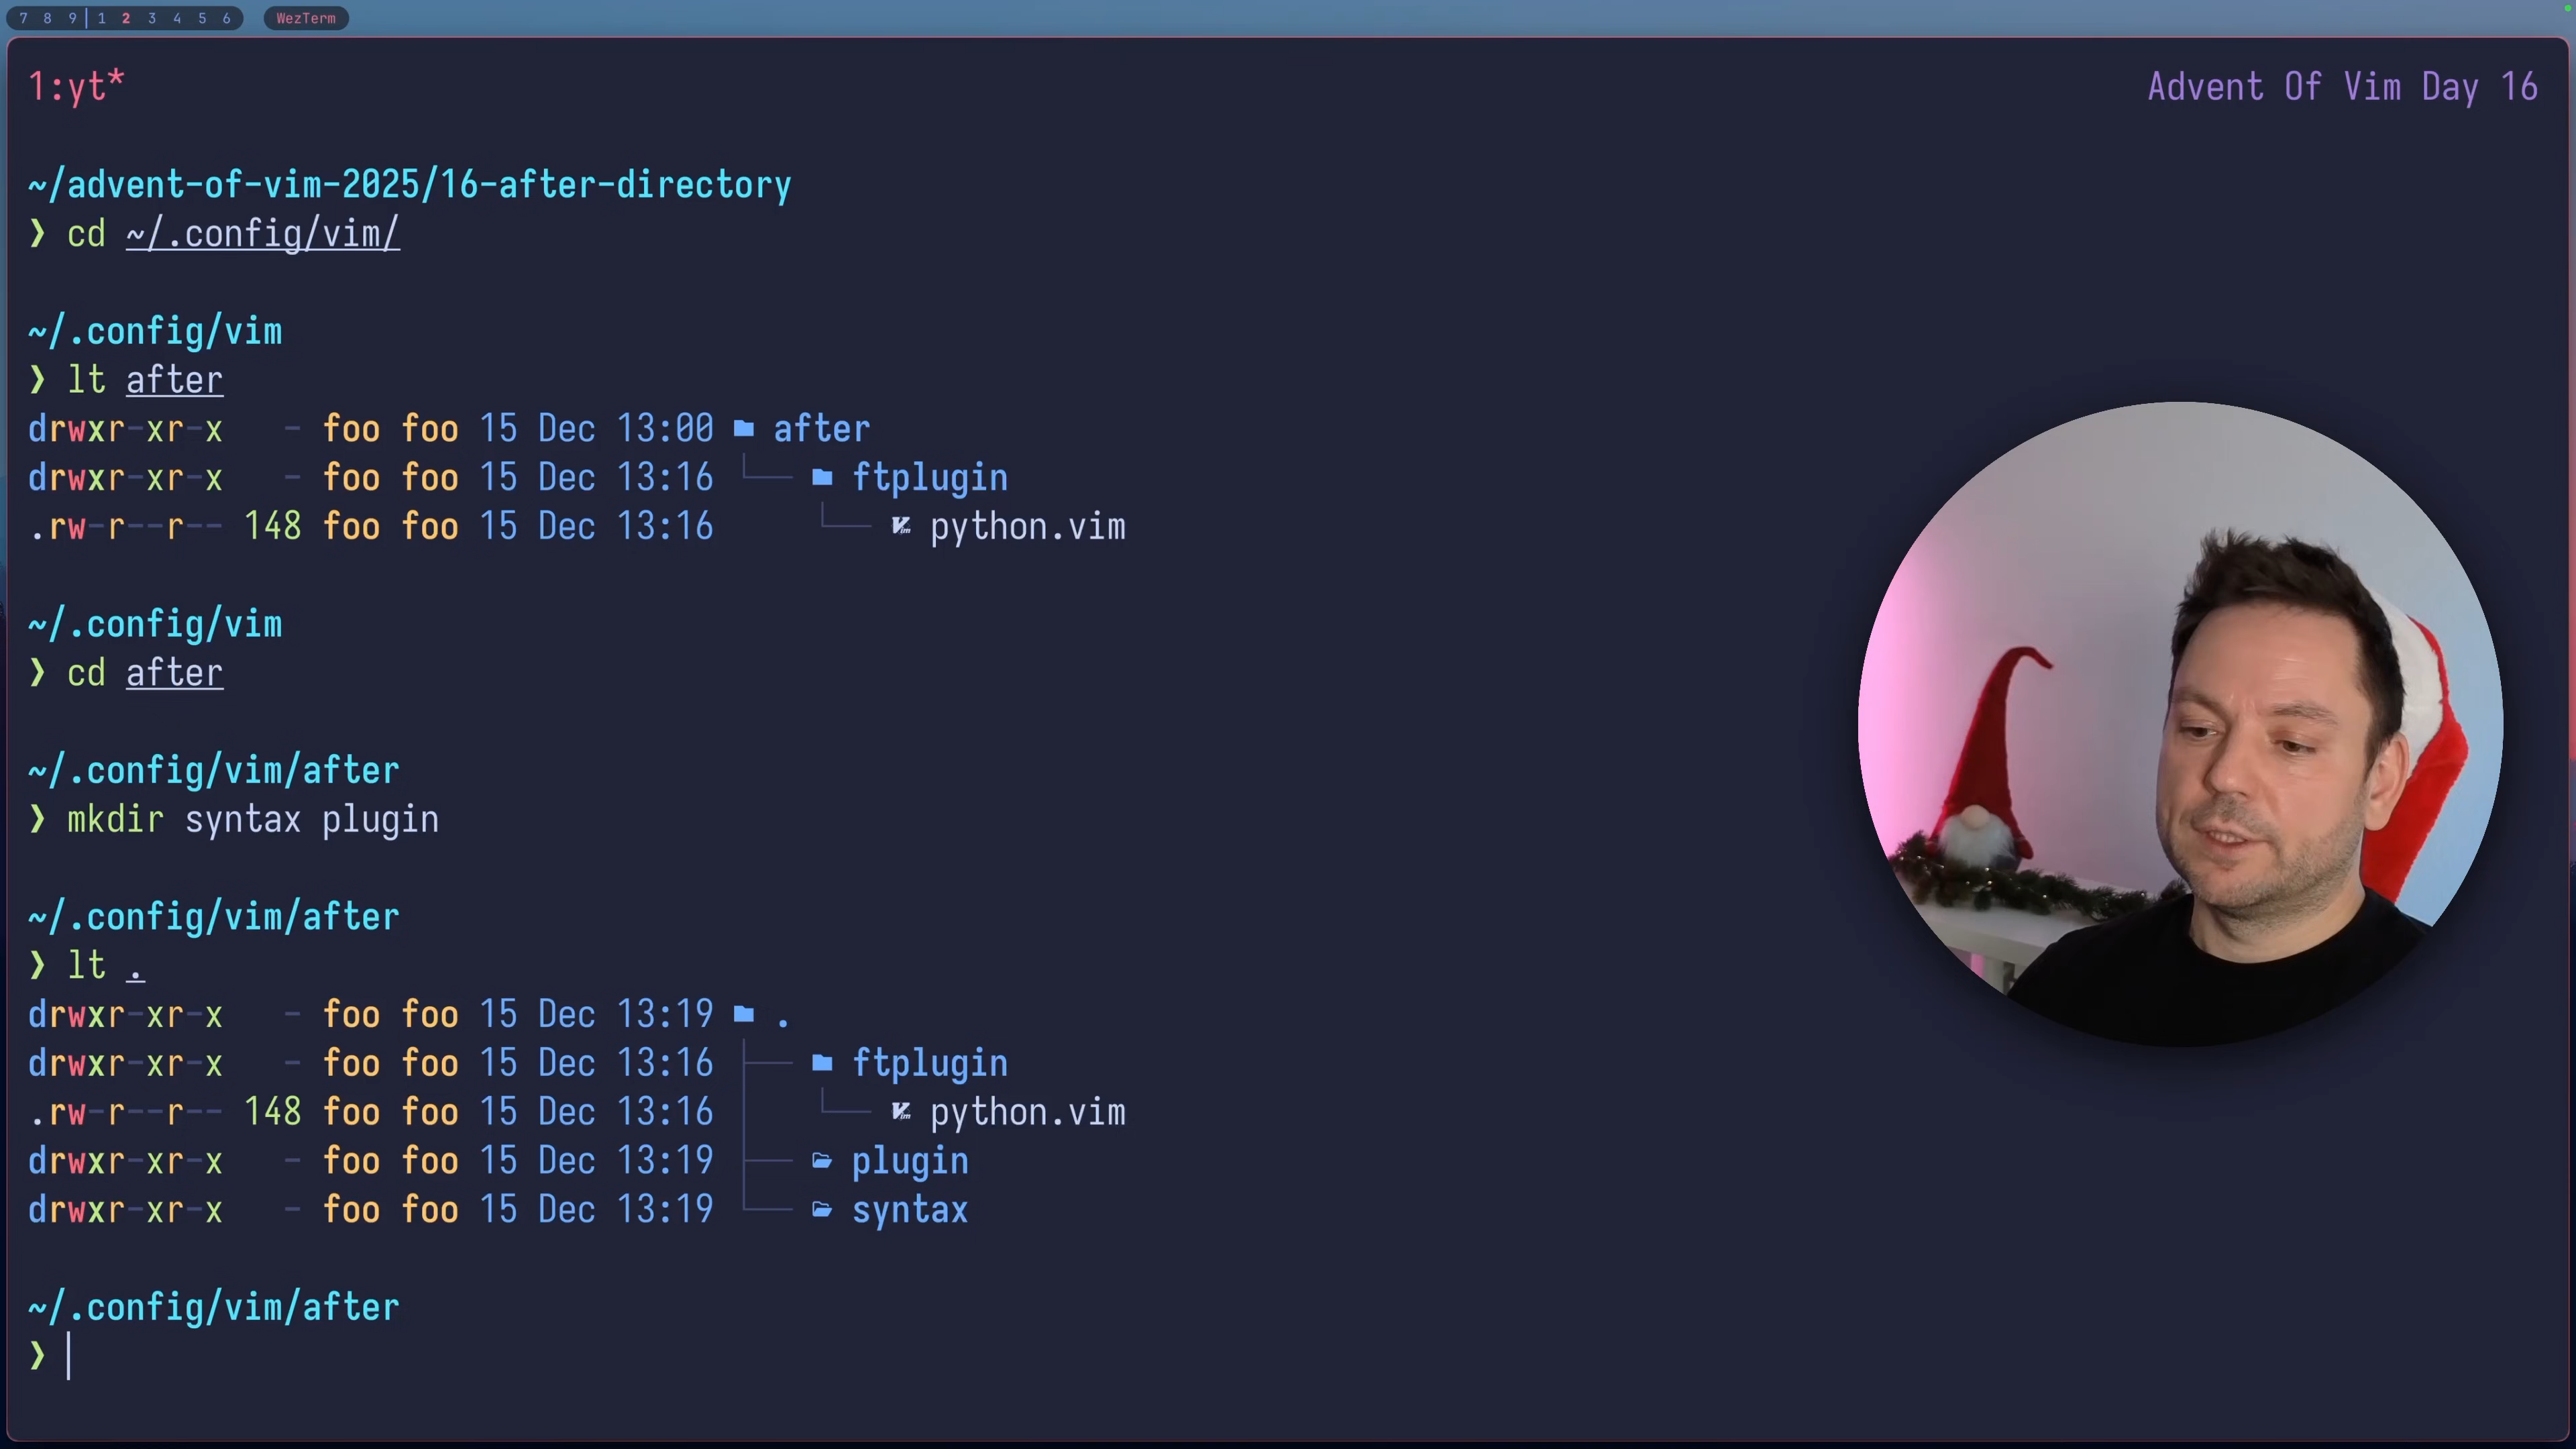 7 8 9 | 1 2 3 4 5 6 WezTerm
1:yt* Advent Of Vim Day 16
~/advent-of-vim-2025/16-after-directory
❯ cd ~/.config/vim/
~/.config/vim
❯ lt after
drwxr-xr-x - foo foo 15 Dec 13:00 after
drwxr-xr-x - foo foo 15 Dec 13:16 └── ftplugin
.rw-r--r-- 148 foo foo 15 Dec 13:16 └── python.vim
~/.config/vim
❯ cd after
~/.config/vim/after
❯ mkdir syntax plugin
~/.config/vim/after
❯ lt .
drwxr-xr-x - foo foo 15 Dec 13:19 .
drwxr-xr-x - foo foo 15 Dec 13:16 ├── ftplugin
.rw-r--r-- 148 foo foo 15 Dec 13:16 │ └── python.vim
drwxr-xr-x - foo foo 15 Dec 13:19 ├── plugin
drwxr-xr-x - foo foo 15 Dec 13:19 └── syntax
~/.config/vim/after
❯